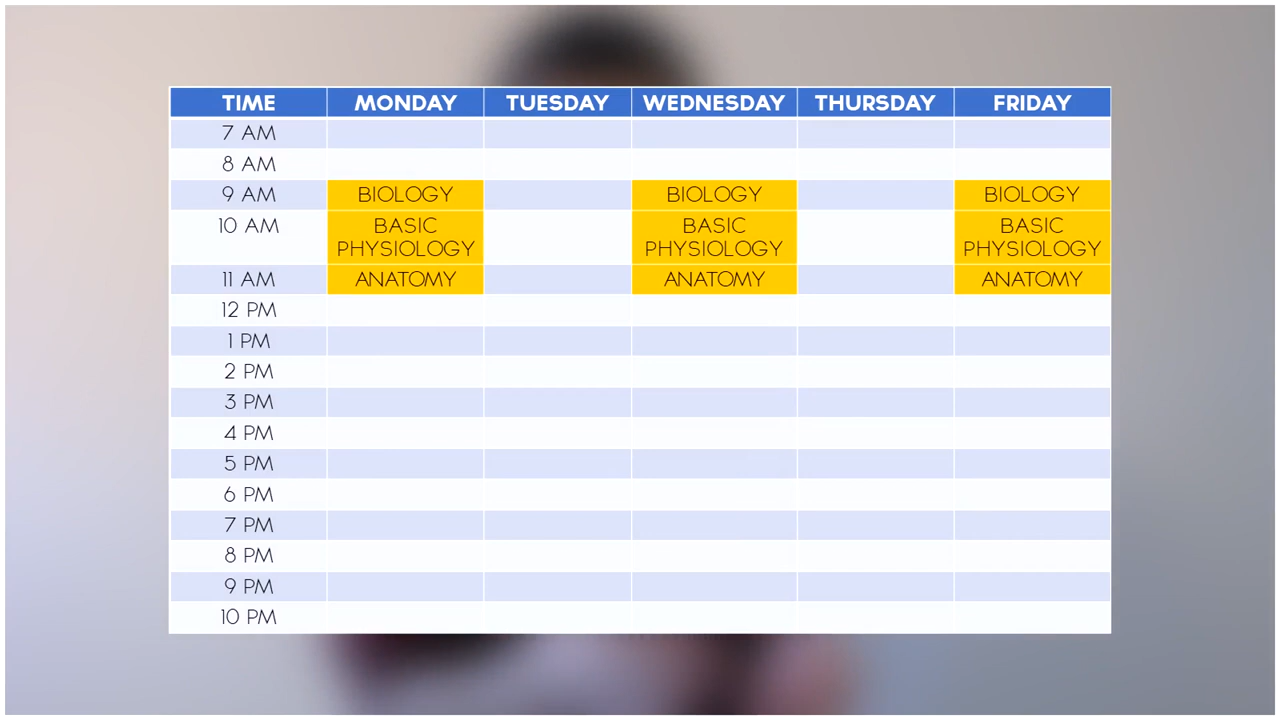 TIME MONDAY TUESDAY WEDNESDAY THURSDAY FRIDAY
7 AM
8 AM
9 AM BIOLOGY BIOLOGY BIOLOGY
10 AM BASIC BASIC BASIC
PHYSIOLOGY PHYSIOLOGY PHYSIOLOGY
11 AM ANATOMY ANATOMY ANATOMY
12 PM
1 PM
2 PM
3 PM
4 PM
5 PM
6 PM
7 PM
8 PM
9 PM
10 PM